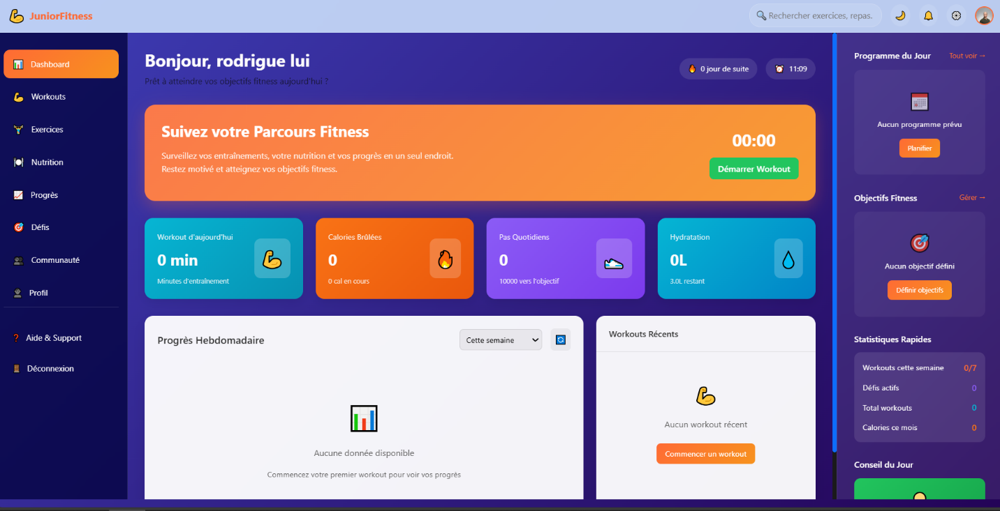 JuniorFitness
Rechercher exercices, repas.
Dashboard
Workouts
Exercices
Nutrition
Progrès
Défis
Communauté
Profil
Aide & Support
Déconnexion
Bonjour, rodrigue lui
Prêt à atteindre vos objectifs fitness aujourd'hui ?
0 jour de suite
11:09
Suivez votre Parcours Fitness
Surveillez vos entraînements, votre nutrition et vos progrès en un seul endroit.
Restez motivé et atteignez vos objectifs fitness.
00:00
Démarrer Workout
Workout d'aujourd'hui
0 min
Minutes d'entraînement
Calories Brûlées
0
0 cal en cours
Pas Quotidiens
0
10000 vers l'objectif
Hydratation
0L
3.0L restant
Progrès Hebdomadaire
Cette semaine
Aucune donnée disponible
Commencez votre premier workout pour voir vos progrès
Workouts Récents
Aucun workout récent
Commencer un workout
Programme du Jour
Tout voir →
Aucun programme prévu
Planifier
Objectifs Fitness
Gérer →
Aucun objectif défini
Définir objectifs
Statistiques Rapides
Workouts cette semaine 0/7
Défis actifs 0
Total workouts 0
Calories ce mois 0
Conseil du Jour